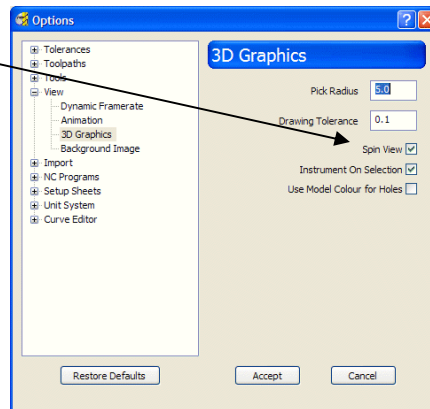 Options
Tolerances
Toolpaths
Tools
View
Dynamic Framerate
Animation
3D Graphics
Background Image
Import
NC Programs
Setup Sheets
Unit System
Curve Editor
3D Graphics
Pick Radius 5.0
Drawing Tolerance 0.1
Spin View
Instrument On Selection
Use Model Colour for Holes
Restore Defaults
Accept
Cancel